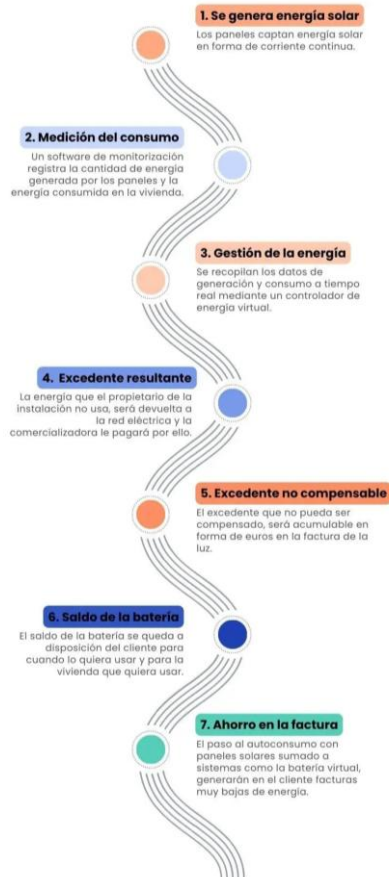 1. Se genera energía solar
Los paneles captan energía solar
en forma de corriente continua.
2. Medición del consumo
Un software de monitorización
registra la cantidad de energía
generada por los paneles y la
energía consumida en la vivienda.
3. Gestión de la energía
Se recopilan los datos de
generación y consumo a tiempo
real mediante un controlador de
energía virtual.
4. Excedente resultante
La energía que el propietario de la
instalación no usa, será devuelta a
la red eléctrica y la
comercializadora le pagará por ello.
5. Excedente no compensable
El excedente que no pueda ser
compensado, será acumulable en
forma de euros en la factura de la
luz.
6. Saldo de la batería
El saldo de la batería se queda a
disposición del cliente para
cuando lo quiera usar y para la
vivienda que quiera usar.
7. Ahorro en la factura
El paso al autoconsumo con
paneles solares sumado a
sistemas como la batería virtual,
generarán en el cliente facturas
muy bajas de energía.